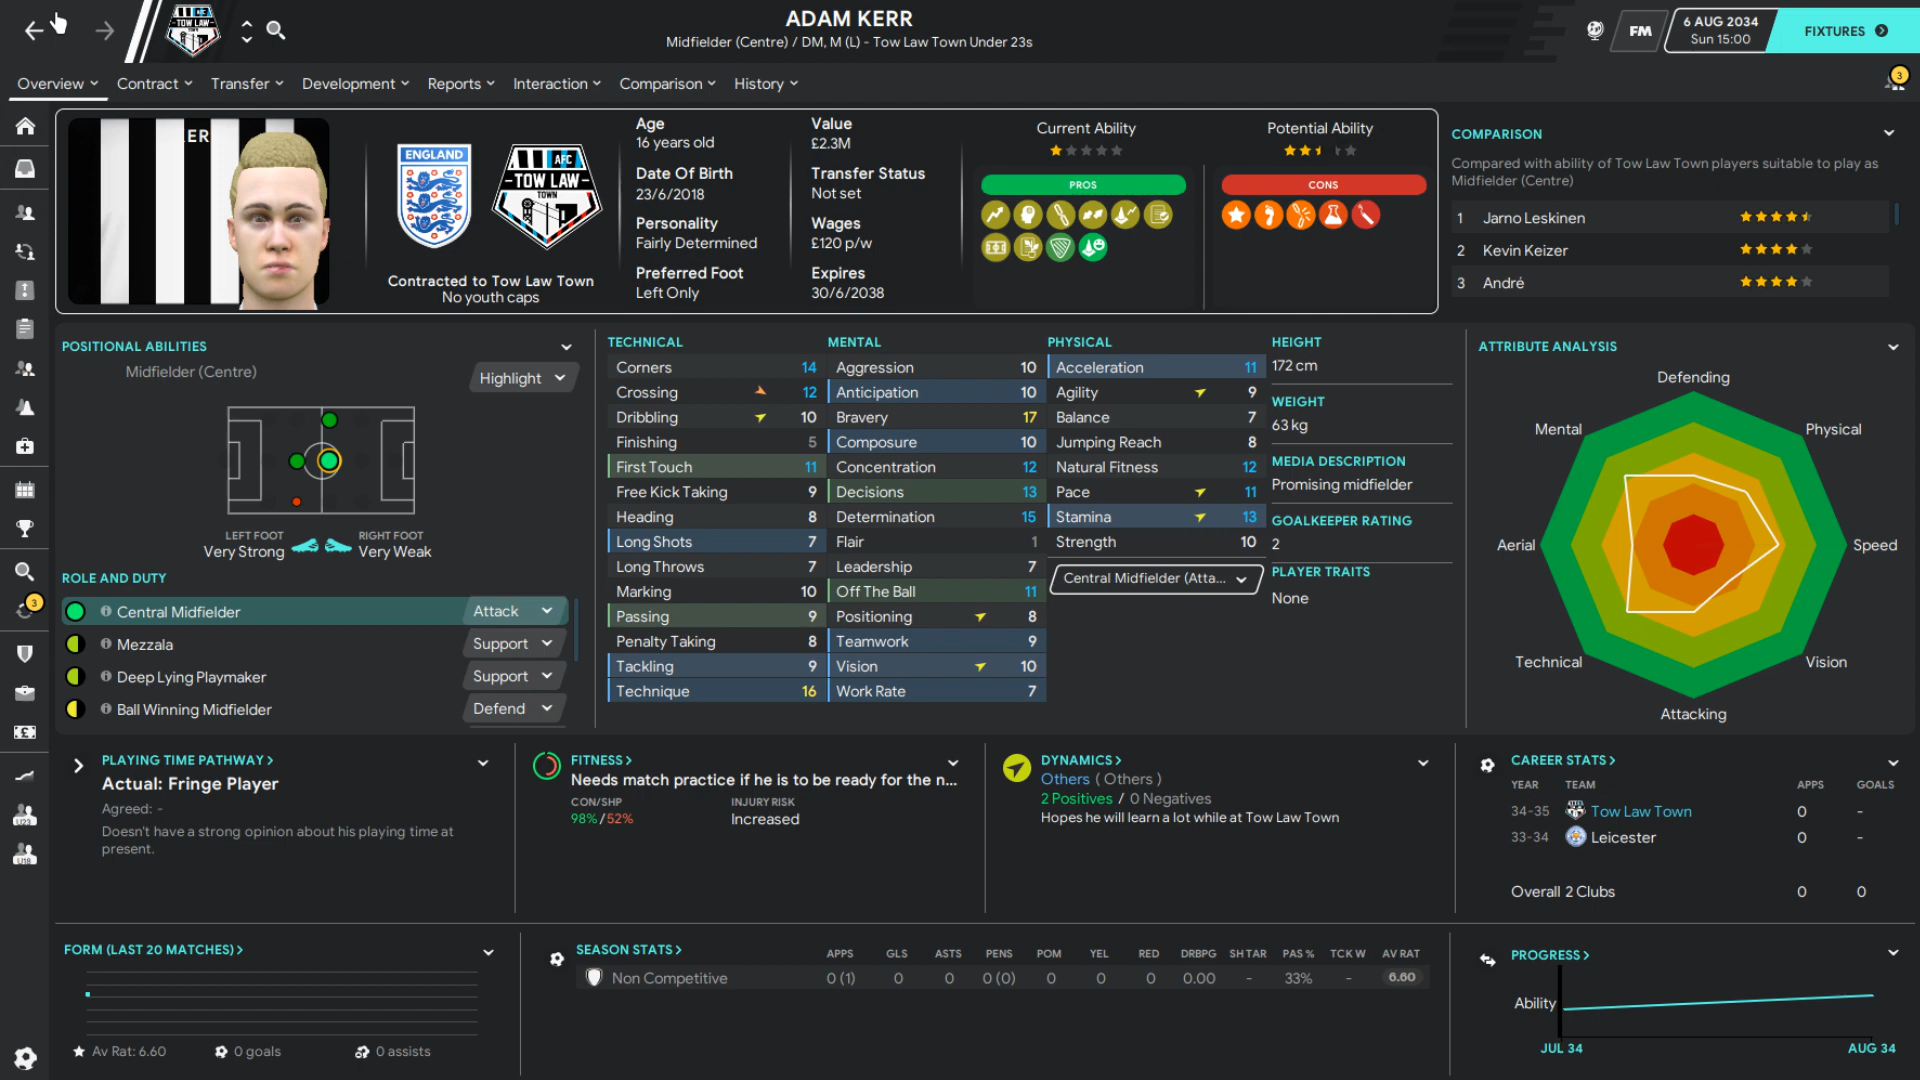 ADAM KERR
Midfielder (Centre) / DM, M (L) - Tow Law Town Under 23s
FM
6 AUG 2034
Sun 15:00
FIXTURES
Overview
Contract
Transfer
Development
Reports
Interaction
Comparison
History
3
ER
ENGLAND
AFC
TOW LAW
TOWN
Contracted to Tow Law Town
No youth caps
Age
16 years old
Date Of Birth
23/6/2018
Personality
Fairly Determined
Preferred Foot
Left Only
Value
£2.3M
Transfer Status
Not set
Wages
£120 p/w
Expires
30/6/2038
Current Ability
PROS
Potential Ability
CONS
COMPARISON
Compared with ability of Tow Law Town players suitable to play as
Midfielder (Centre)
1 Jarno Leskinen
2 Kevin Keizer
3 André
POSITIONAL ABILITIES
Midfielder (Centre)
Highlight
LEFT FOOT
Very Strong
RIGHT FOOT
Very Weak
ROLE AND DUTY
Central Midfielder Attack
Mezzala Support
Deep Lying Playmaker Support
Ball Winning Midfielder Defend
TECHNICAL
Corners 14
Crossing 12
Dribbling 10
Finishing 5
First Touch 11
Free Kick Taking 9
Heading 8
Long Shots 7
Long Throws 7
Marking 10
Passing 9
Penalty Taking 8
Tackling 9
Technique 16
MENTAL
Aggression 10
Anticipation 10
Bravery 17
Composure 10
Concentration 12
Decisions 13
Determination 15
Flair 1
Leadership 7
Off The Ball 11
Positioning 8
Teamwork 9
Vision 10
Work Rate 7
PHYSICAL
Acceleration 11
Agility 9
Balance 7
Jumping Reach 8
Natural Fitness 12
Pace 11
Stamina 13
Strength 10
Central Midfielder (Atta...
HEIGHT
172 cm
WEIGHT
63 kg
MEDIA DESCRIPTION
Promising midfielder
GOALKEEPER RATING
2
PLAYER TRAITS
None
ATTRIBUTE ANALYSIS
Defending
Mental
Physical
Aerial
Speed
Technical
Vision
Attacking
3
U23
U18
PLAYING TIME PATHWAY >
Actual: Fringe Player
Agreed: -
Doesn't have a strong opinion about his playing time at
present.
FITNESS >
Needs match practice if he is to be ready for the n...
CON/SHP
98% / 52%
INJURY RISK
Increased
DYNAMICS >
Others ( Others )
2 Positives / 0 Negatives
Hopes he will learn a lot while at Tow Law Town
CAREER STATS >
YEAR TEAM APPS GOALS
34-35 Tow Law Town 0 -
33-34 Leicester 0 -
Overall 2 Clubs 0 0
FORM (LAST 20 MATCHES) >
Av Rat: 6.60
0 goals
0 assists
SEASON STATS >
APPS GLS ASTS PENS POM YEL RED DRBPG SH TAR PAS % TCK W AV RAT
Non Competitive 0 (1) 0 0 0 (0) 0 0 0 0.00 - 33% - 6.60
PROGRESS >
Ability
JUL 34
AUG 34